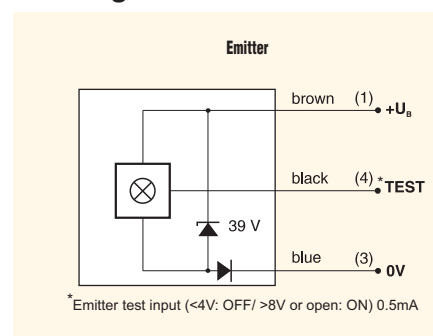 Emitter
brown (1) +U_B
black (4) *TEST
39 V
blue (3) 0V
*Emitter test input (<4V: OFF/ >8V or open: ON) 0.5mA